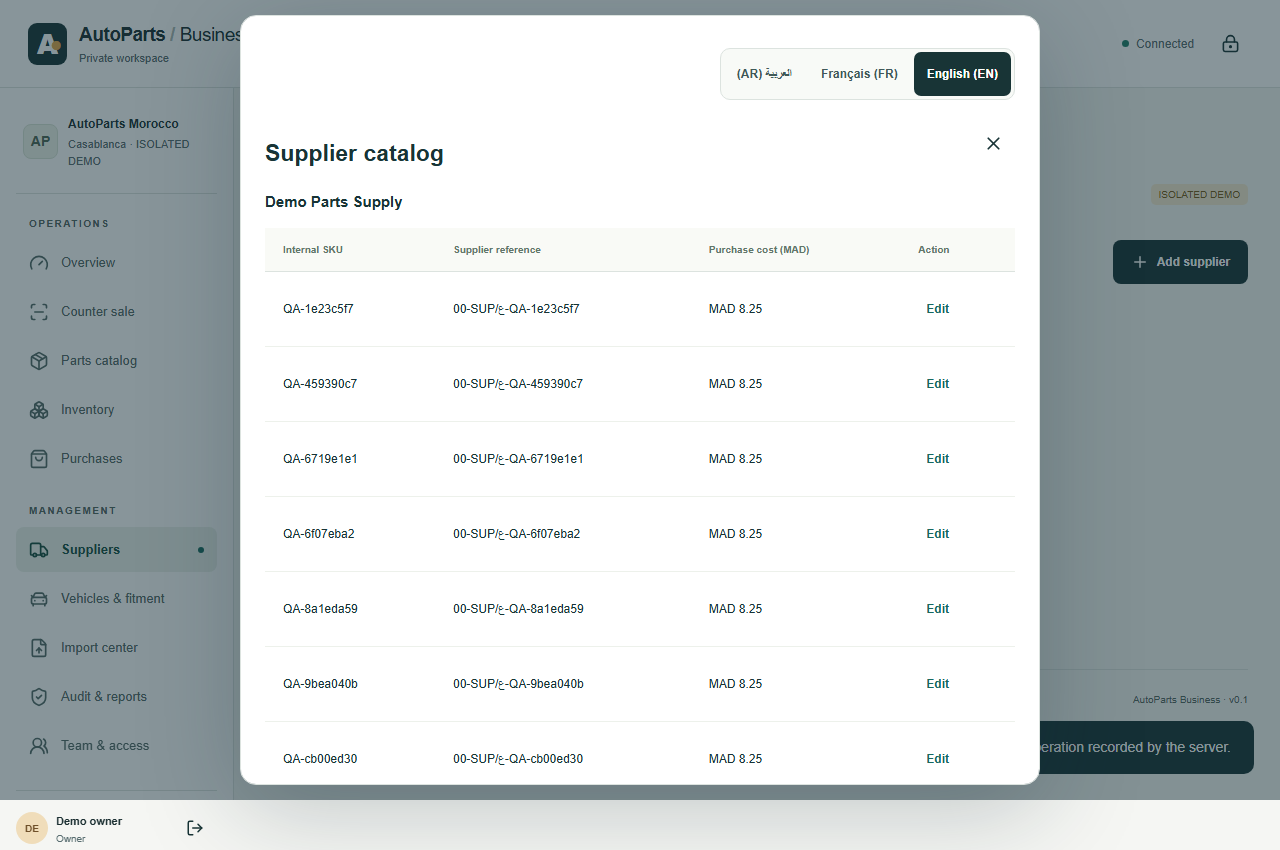 AutoParts / Busines
Private workspace
Connected
AP
AutoParts Morocco
Casablanca · ISOLATED
DEMO
OPERATIONS
Overview
Counter sale
Parts catalog
Inventory
Purchases
MANAGEMENT
Suppliers
Vehicles & fitment
Import center
Audit & reports
Team & access
DE
Demo owner
Owner
العربية (AR)
Français (FR)
English (EN)
Supplier catalog
Demo Parts Supply
Internal SKU Supplier reference Purchase cost (MAD) Action
QA-1e23c5f7 00-SUP/ع-QA-1e23c5f7 MAD 8.25 Edit
QA-459390c7 00-SUP/ع-QA-459390c7 MAD 8.25 Edit
QA-6719e1e1 00-SUP/ع-QA-6719e1e1 MAD 8.25 Edit
QA-6f07eba2 00-SUP/ع-QA-6f07eba2 MAD 8.25 Edit
QA-8a1eda59 00-SUP/ع-QA-8a1eda59 MAD 8.25 Edit
QA-9bea040b 00-SUP/ع-QA-9bea040b MAD 8.25 Edit
QA-cb00ed30 00-SUP/ع-QA-cb00ed30 MAD 8.25 Edit
ISOLATED DEMO
Add supplier
AutoParts Business · v0.1
eration recorded by the server.